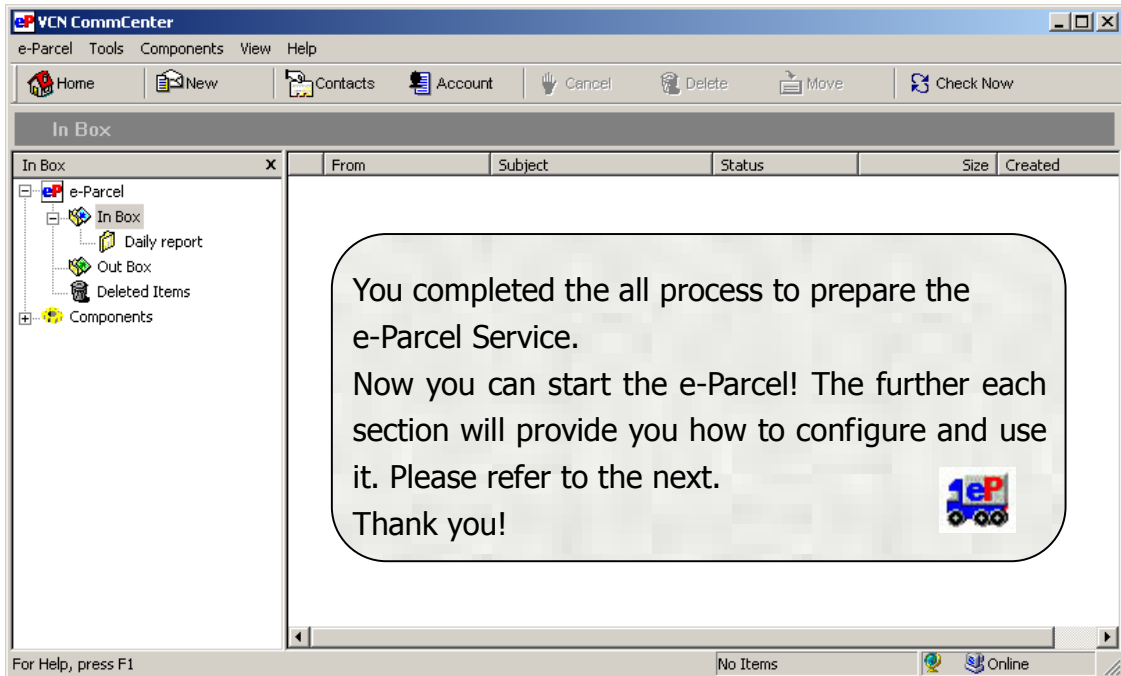 eP VCN CommCenter
e-Parcel Tools Components View Help
Home New Contacts Account Cancel Delete Move Check Now
In Box
In Box X From Subject Status Size Created
eP e-Parcel
In Box
Daily report
Out Box
Deleted Items
Components
You completed the all process to prepare the
e-Parcel Service.
Now you can start the e-Parcel! The further each
section will provide you how to configure and use
it. Please refer to the next.
Thank you!
1eP
For Help, press F1 No Items Online